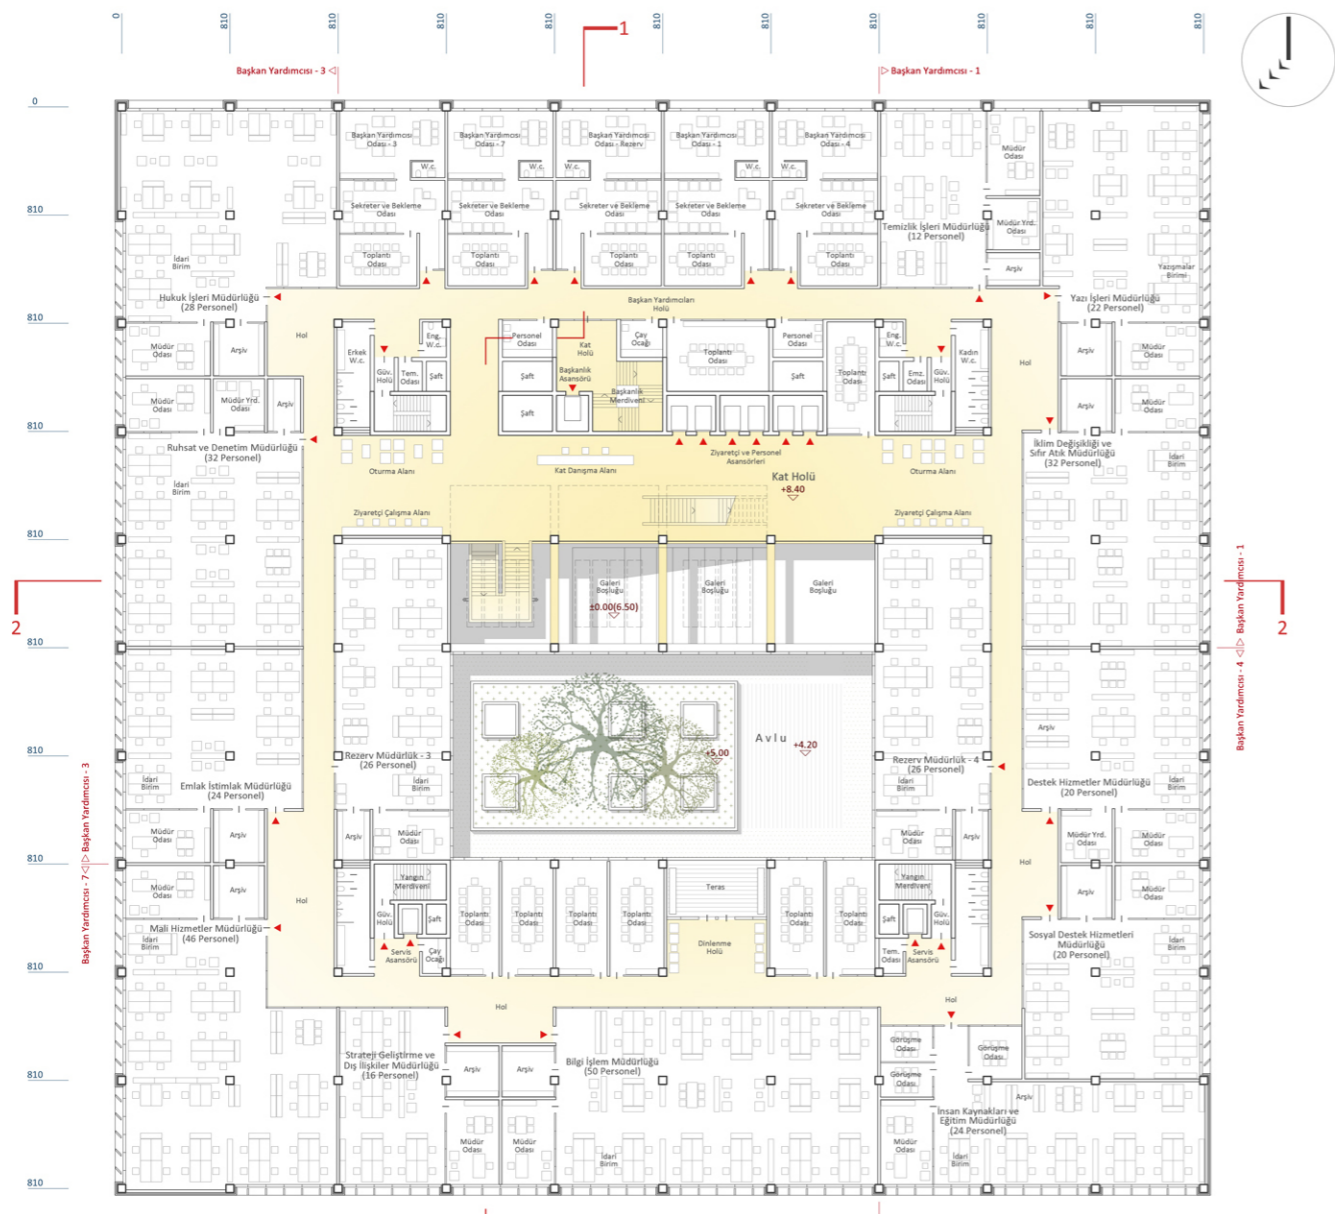 0
810
810
810
810
810
810
810
810
810
810
1
Başkan Yardımcısı - 3
Başkan Yardımcısı - 1
0
Başkan Yardımcısı
Odası - 3
Başkan Yardımcısı
Odası - 7
Başkan Yardımcısı
Odası - Rezerv
Başkan Yardımcısı
Odası - 1
Başkan Yardımcısı
Odası - 4
Müdür
Odası
W.c.
W.c.
W.c.
W.c.
W.c.
Sekreter ve Bekleme
Odası
Sekreter ve Bekleme
Odası
Sekreter ve Bekleme
Odası
Sekreter ve Bekleme
Odası
Sekreter ve Bekleme
Odası
810
Temizlik İşleri Müdürlüğü
(12 Personel)
Müdür Yrd.
Odası
İdari
Birim
Toplantı
Odası
Toplantı
Odası
Toplantı
Odası
Toplantı
Odası
Toplantı
Odası
Arşiv
Yazışmalar
Birimi
Hukuk İşleri Müdürlüğü
(28 Personel)
Başkan Yardımcıları
Holü
Yazı İşleri Müdürlüğü
(22 Personel)
810
Hol
Müdür
Odası
Arşiv
Erkek
W.c.
Eng.
W.c.
Güv.
Holü
Tem.
Odası
Şaft
Personel
Odası
Kat
Holü
Çay
Ocağı
Toplantı
Odası
Personel
Odası
Toplantı
Odası
Eng.
W.c.
Şaft
Emz.
Odası
Güv.
Holü
Kadın
W.c.
Hol
Arşiv
Müdür
Odası
Şaft
Başkanlık
Asansörü
Şaft
Başkanlık
Merdiveni
Şaft
Müdür
Odası
Müdür Yrd.
Odası
Arşiv
Arşiv
Müdür
Odası
810
Ruhsat ve Denetim Müdürlüğü
(32 Personel)
Oturma Alanı
Kat Danışma Alanı
Ziyaretçi ve Personel
Asansörleri
Kat Holü
+8.40
Oturma Alanı
İklim Değişikliği ve
Sıfır Atık Müdürlüğü
(32 Personel)
İdari
Birim
İdari
Birim
Ziyaretçi Çalışma Alanı
Ziyaretçi Çalışma Alanı
810
Galeri
Boşluğu
±0.00(6.50)
Galeri
Boşluğu
Galeri
Boşluğu
2
2
Başkan Yardımcısı - 1
Başkan Yardımcısı - 4
810
Avlu
+4.20
+5.00
810
Rezerv Müdürlük - 3
(26 Personel)
İdari
Birim
Rezerv Müdürlük - 4
(26 Personel)
İdari
Birim
Arşiv
İdari
Birim
Emlak İstimlak Müdürlüğü
(24 Personel)
Destek Hizmetler Müdürlüğü
(20 Personel)
İdari
Birim
Müdür
Odası
Arşiv
Arşiv
Müdür
Odası
Müdür
Odası
Arşiv
Hol
Müdür Yrd.
Odası
Müdür
Odası
Başkan Yardımcısı - 3
Başkan Yardımcısı - 7
810
Müdür
Odası
Arşiv
Hol
Yangın
Merdiveni
Güv.
Holü
Şaft
Servis
Asansörü
Çay
Ocağı
Toplantı
Odası
Toplantı
Odası
Toplantı
Odası
Toplantı
Odası
Teras
Dinlenme
Holü
Toplantı
Odası
Toplantı
Odası
Yangın
Merdiveni
Şaft
Güv.
Holü
Tem.
Odası
Servis
Asansörü
Arşiv
Müdür
Odası
Mali Hizmetler Müdürlüğü
(46 Personel)
İdari
Birim
Sosyal Destek Hizmetleri
Müdürlüğü
(20 Personel)
İdari
Birim
810
Hol
Hol
Strateji Geliştirme ve
Dış İlişkiler Müdürlüğü
(16 Personel)
Arşiv
Arşiv
Bilgi İşlem Müdürlüğü
(50 Personel)
Görüşme
Odası
Görüşme
Odası
Görüşme
Odası
810
Arşiv
İnsan Kaynakları ve
Eğitim Müdürlüğü
(24 Personel)
Müdür
Odası
Müdür
Odası
İdari
Birim
Müdür
Odası
İdari
Birim
810